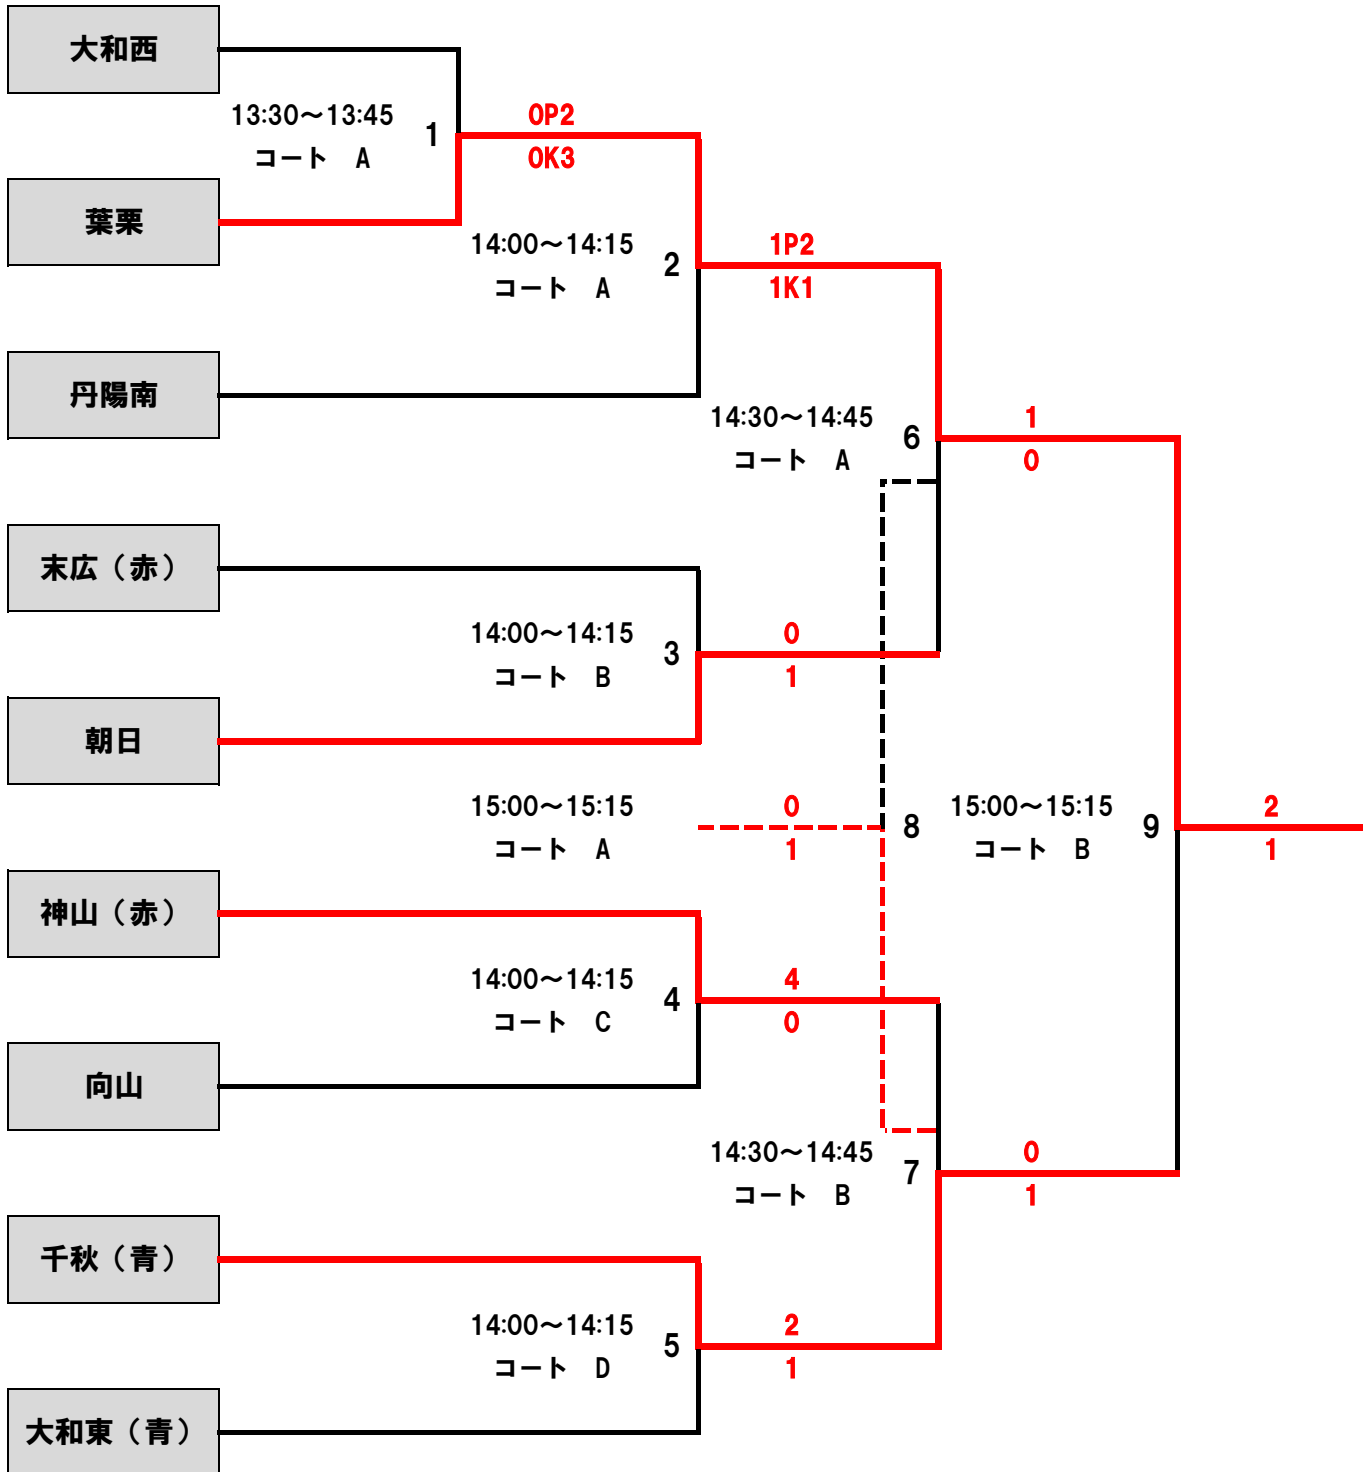 大和西
13:30～13:45
コート A
1
0P2
0K3
葉栗
14:00～14:15
コート A
2
1P2
1K1
丹陽南
14:30～14:45
コート A
6
1
0
末広（赤）
14:00～14:15
コート B
3
0
1
朝日
15:00～15:15
コート A
0
1
8
15:00～15:15
コート B
9
2
1
神山（赤）
14:00～14:15
コート C
4
4
0
向山
14:30～14:45
コート B
7
0
1
千秋（青）
14:00～14:15
コート D
5
2
1
大和東（青）